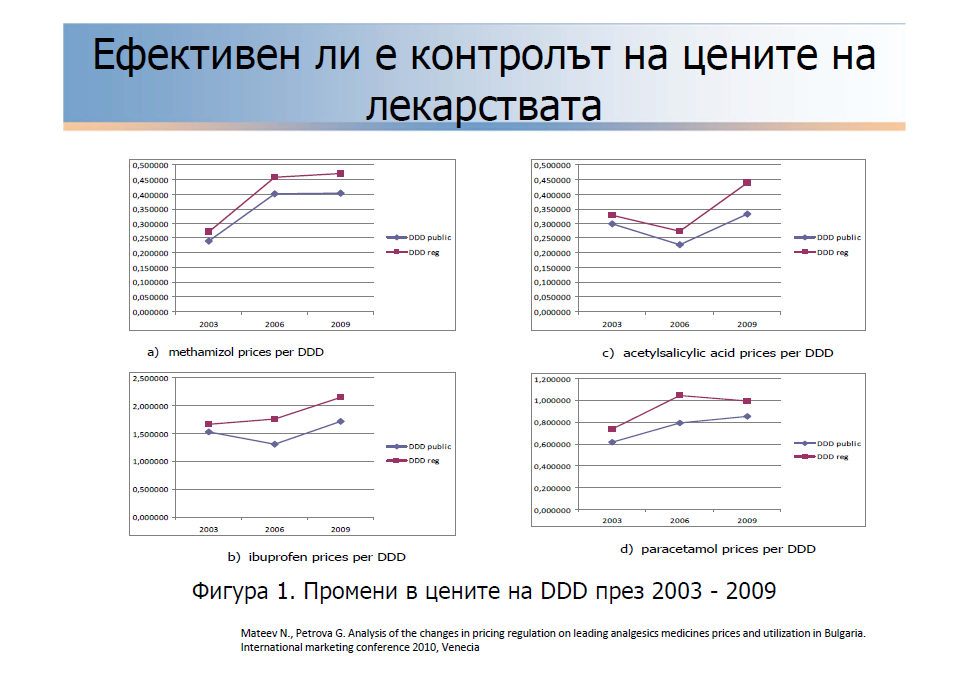 Ефективен ли е контролът на цените на
лекарствата
0,500000
0,450000
0,400000
0,350000
0,300000
0,250000
0,200000
0,150000
0,100000
0,050000
0,000000
2003 2006 2009
DDD public
DDD reg
a) methamizol prices per DDD
0,500000
0,450000
0,400000
0,350000
0,300000
0,250000
0,200000
0,150000
0,100000
0,050000
0,000000
2003 2006 2009
DDD public
DDD reg
c) acetylsalicylic acid prices per DDD
2,500000
2,000000
1,500000
1,000000
0,500000
0,000000
2003 2006 2009
DDD public
DDD reg
b) ibuprofen prices per DDD
1,200000
1,000000
0,800000
0,600000
0,400000
0,200000
0,000000
2003 2006 2009
DDD public
DDD reg
d) paracetamol prices per DDD
Фигура 1. Промени в цените на DDD през 2003 - 2009
Mateev N., Petrova G. Analysis of the changes in pricing regulation on leading analgesics medicines prices and utilization in Bulgaria.
International marketing conference 2010, Venecia